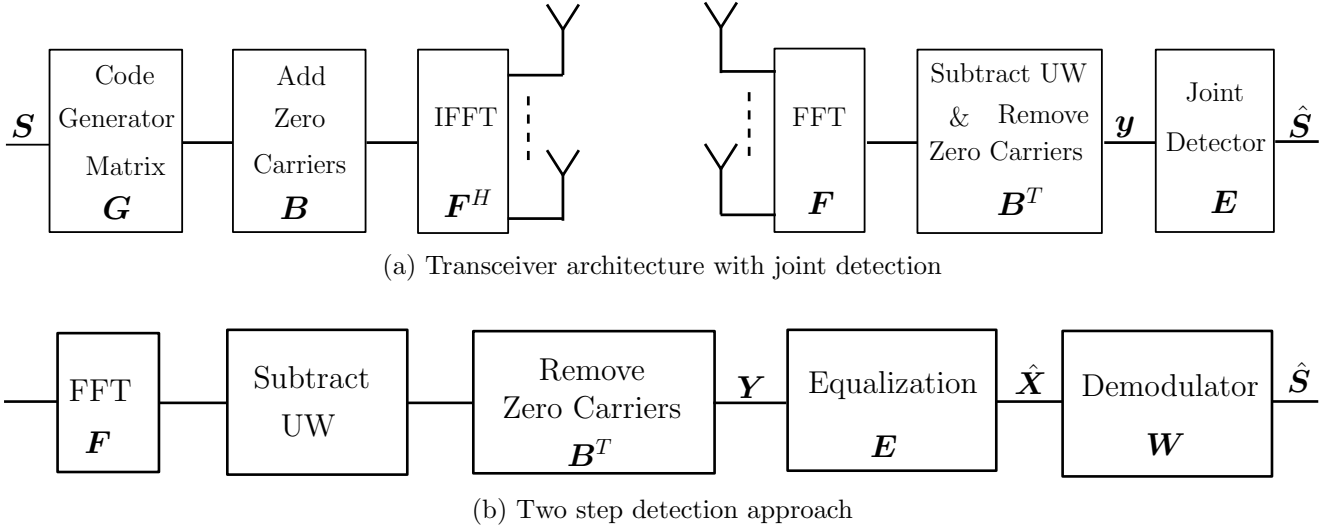 S
Code
Generator
Matrix
G
Add
Zero
Carriers
B
IFFT
F^H
FFT
F
Subtract UW
& Remove
Zero Carriers
B^T
y
Joint
Detector
E
Ŝ
(a) Transceiver architecture with joint detection
FFT
F
Subtract
UW
Remove
Zero Carriers
B^T
Y
Equalization
E
X̂
Demodulator
W
Ŝ
(b) Two step detection approach